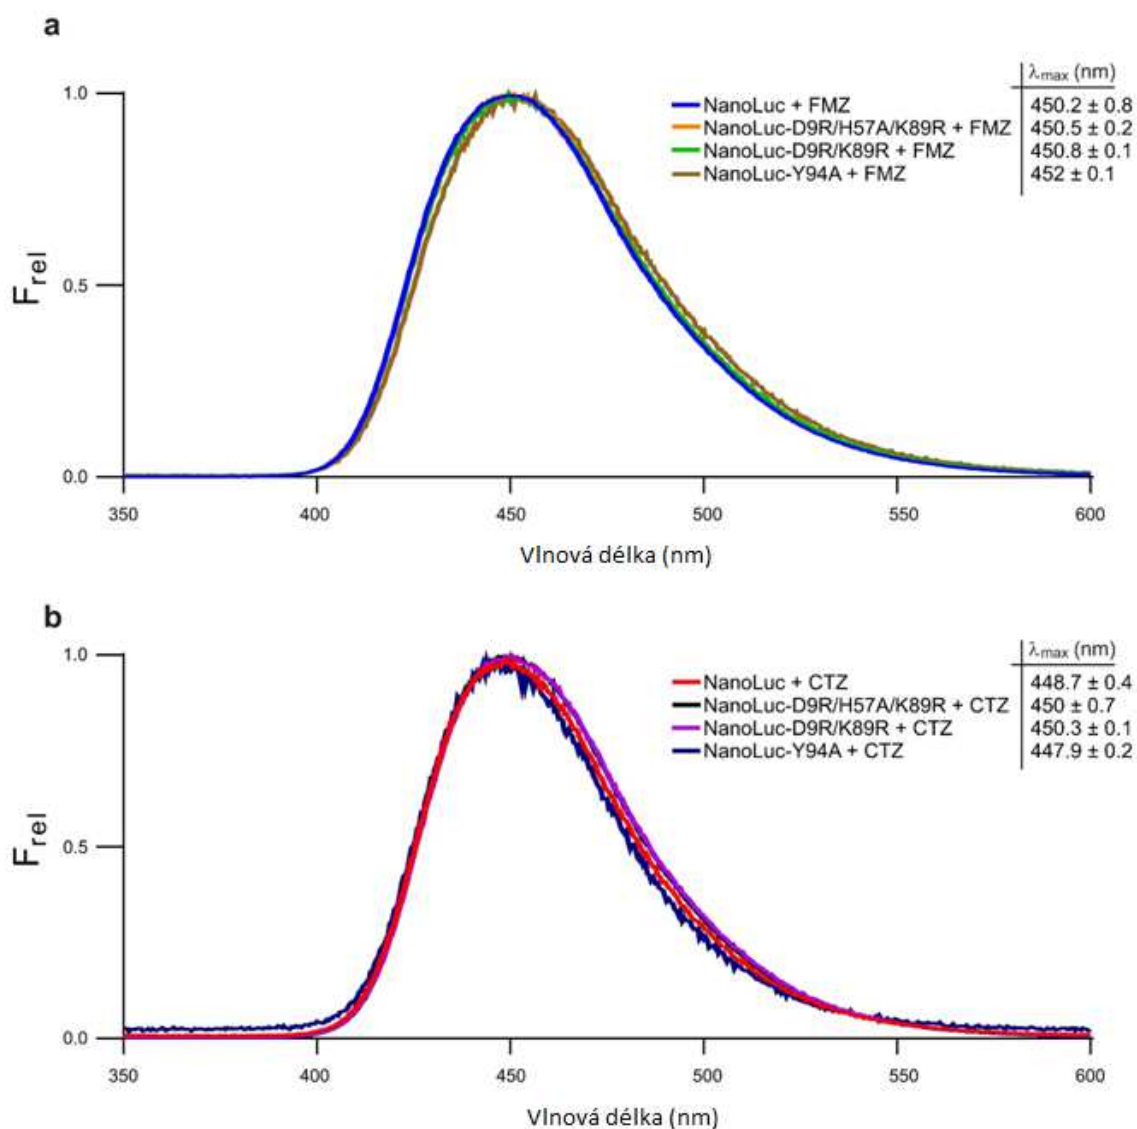 a
λmax (nm)
NanoLuc + FMZ 450.2 ± 0.8
NanoLuc-D9R/H57A/K89R + FMZ 450.5 ± 0.2
NanoLuc-D9R/K89R + FMZ 450.8 ± 0.1
NanoLuc-Y94A + FMZ 452 ± 0.1
1.0
0.5
0.0
Frel
350 400 450 500 550 600
Vlnová délka (nm)
b
λmax (nm)
NanoLuc + CTZ 448.7 ± 0.4
NanoLuc-D9R/H57A/K89R + CTZ 450 ± 0.7
NanoLuc-D9R/K89R + CTZ 450.3 ± 0.1
NanoLuc-Y94A + CTZ 447.9 ± 0.2
1.0
0.5
0.0
Frel
350 400 450 500 550 600
Vlnová délka (nm)